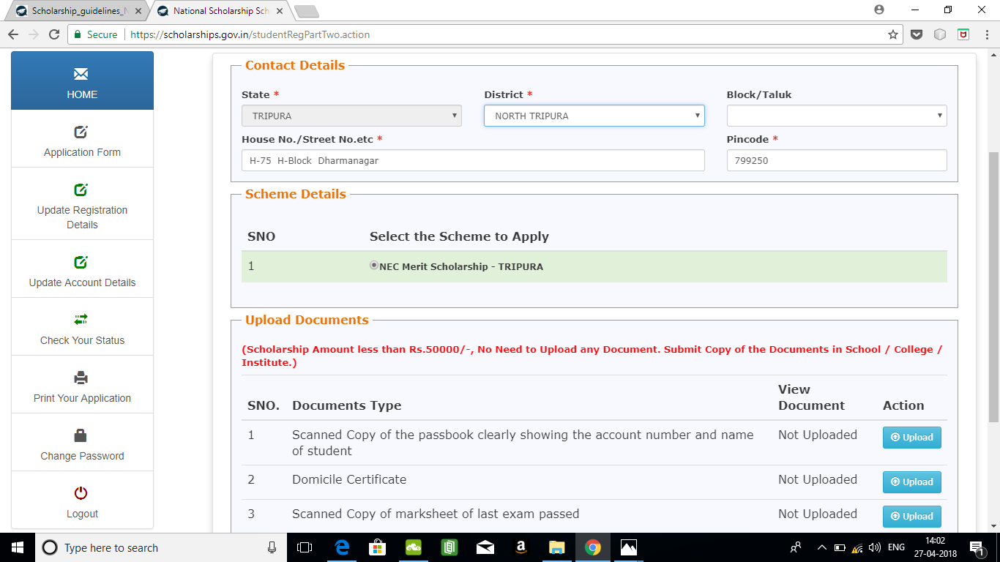 Scholarship_guidelines_N
National Scholarship Sch
Secure
https://scholarships.gov.in/studentRegPartTwo.action
HOME
Application Form
Update Registration
Details
Update Account Details
Check Your Status
Print Your Application
Change Password
Logout
Contact Details
State *
District *
Block/Taluk
TRIPURA
NORTH TRIPURA
House No./Street No.etc *
Pincode *
H-75 H-Block Dharmanagar
799250
Scheme Details
SNO
Select the Scheme to Apply
1
NEC Merit Scholarship - TRIPURA
Upload Documents
(Scholarship Amount less than Rs.50000/-, No Need to Upload any Document. Submit Copy of the Documents in School / College /
Institute.)
SNO.
Documents Type
View
Document
Action
1
Scanned Copy of the passbook clearly showing the account number and name
of student
Not Uploaded
Upload
2
Domicile Certificate
Not Uploaded
Upload
3
Scanned Copy of marksheet of last exam passed
Not Uploaded
Upload
Type here to search
ENG
14:02
27-04-2018
1